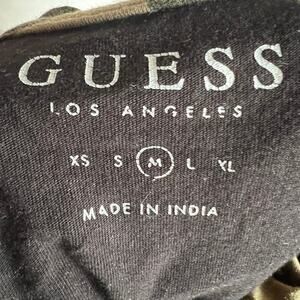 GUESS
LOS ANGELES
XS S M L XL
MADE IN INDIA